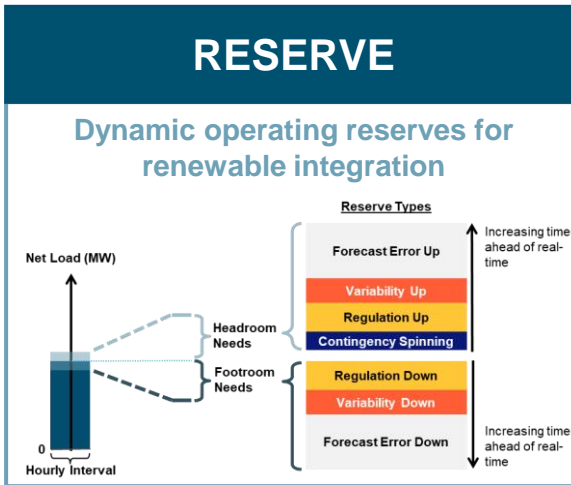 RESERVE
Dynamic operating reserves for
renewable integration
Reserve Types
Net Load (MW)
Headroom
Needs
Footroom
Needs
0
Hourly Interval
Forecast Error Up
Variability Up
Regulation Up
Contingency Spinning
Regulation Down
Variability Down
Forecast Error Down
Increasing time
ahead of real-
time
Increasing time
ahead of real-
time